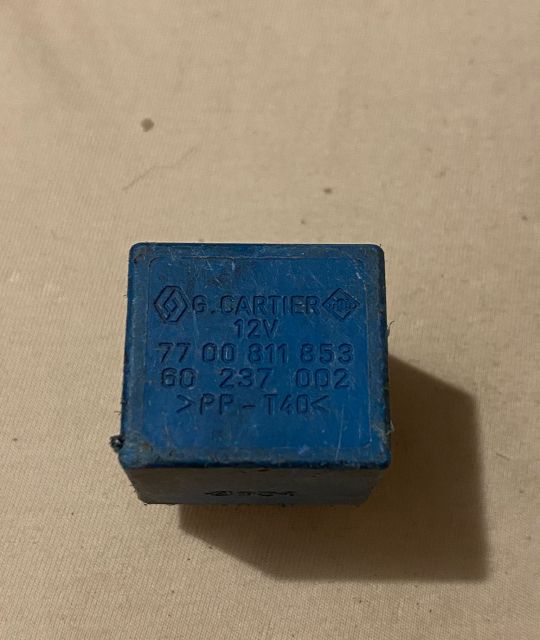 G. CARTIER
12V
77 00 811 853
60 237 002
>PP-T40<